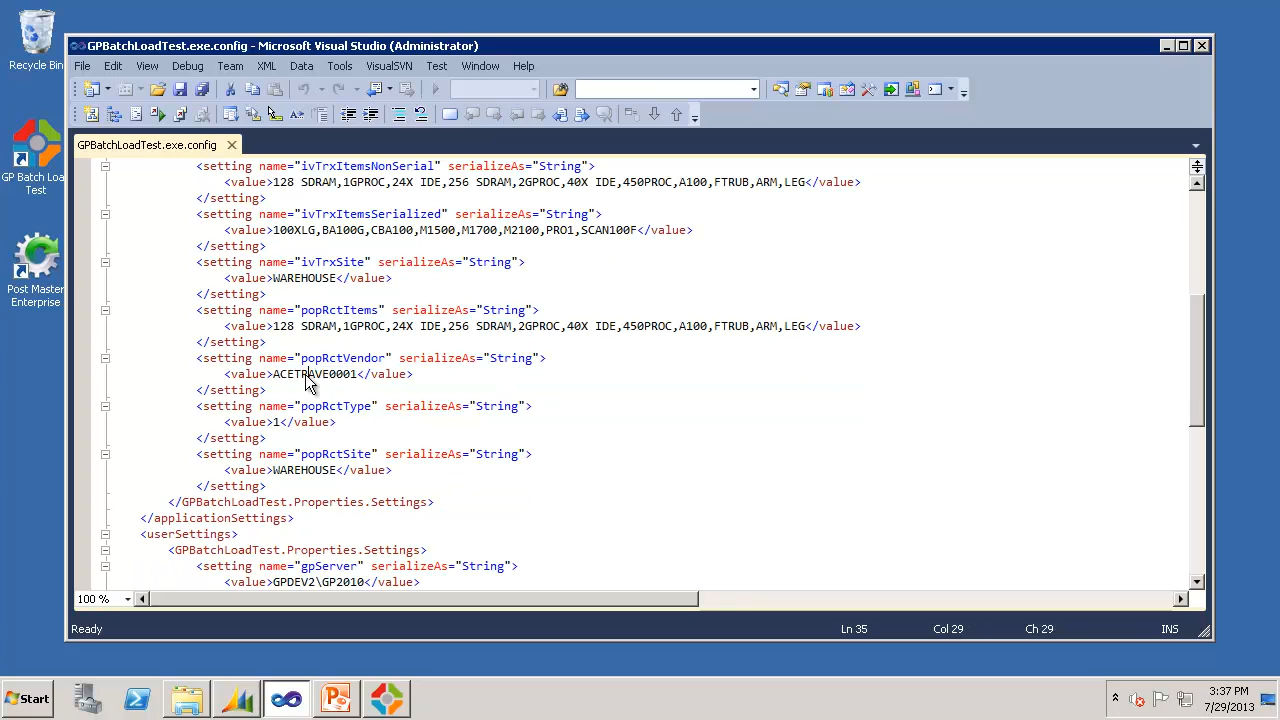 Recycle Bin
GP Batch Loa
Test
Post Master
Enterprise
GPBatchLoadTest.exe.config - Microsoft Visual Studio (Administrator)
File Edit View Debug Team XML Data Tools VisualSVN Test Window Help
GPBatchLoadTest.exe.config
<setting name="ivTrxItemsNonSerial" serializeAs="String">
<value>128 SDRAM,1GPROC,24X IDE,256 SDRAM,2GPROC,40X IDE,450PROC,A100,FTRUB,ARM,LEG</value>
</setting>
<setting name="ivTrxItemsSerialized" serializeAs="String">
<value>100XLG,BA100G,CBA100,M1500,M1700,M2100,PRO1,SCAN100F</value>
</setting>
<setting name="ivTrxSite" serializeAs="String">
<value>WAREHOUSE</value>
</setting>
<setting name="popRctItems" serializeAs="String">
<value>128 SDRAM,1GPROC,24X IDE,256 SDRAM,2GPROC,40X IDE,450PROC,A100,FTRUB,ARM,LEG</value>
</setting>
<setting name="popRctVendor" serializeAs="String">
<value>ACETRAVE0001</value>
</setting>
<setting name="popRctType" serializeAs="String">
<value>1</value>
</setting>
<setting name="popRctSite" serializeAs="String">
<value>WAREHOUSE</value>
</setting>
</GPBatchLoadTest.Properties.Settings>
</applicationSettings>
<userSettings>
<GPBatchLoadTest.Properties.Settings>
<setting name="gpServer" serializeAs="String">
<value>GPDEV2\GP2010</value>
100 %
Ready Ln 35 Col 29 Ch 29 INS
Start
3:37 PM
7/29/2013